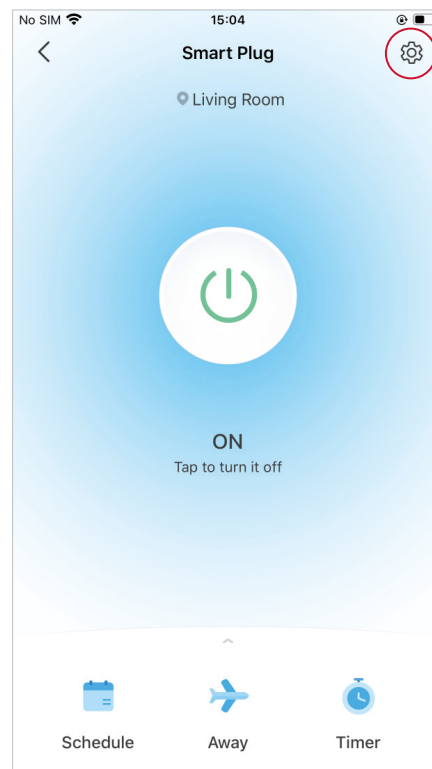 No SIM 15:04
Smart Plug
Living Room
ON
Tap to turn it off
Schedule Away Timer